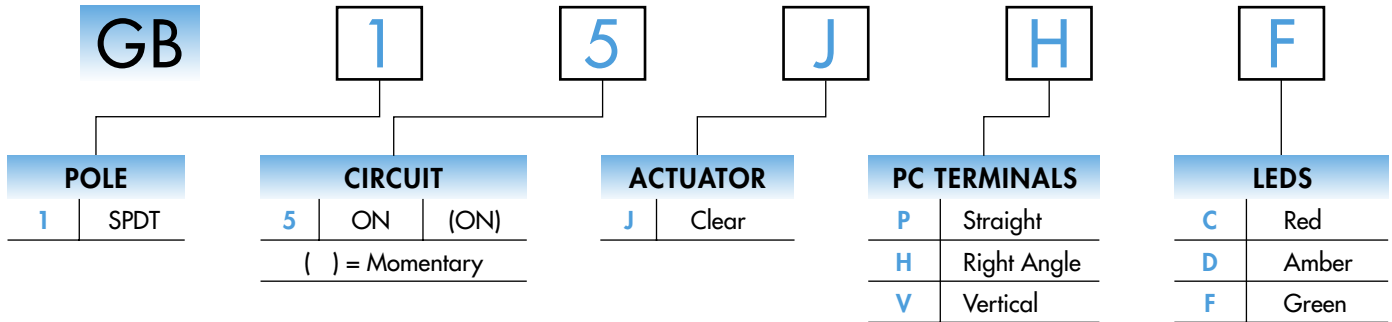 GB 1 5 J H F
POLE CIRCUIT ACTUATOR PC TERMINALS LEDS
1 SPDT 5 ON (ON) J Clear P Straight C Red
( ) = Momentary H Right Angle D Amber
V Vertical F Green